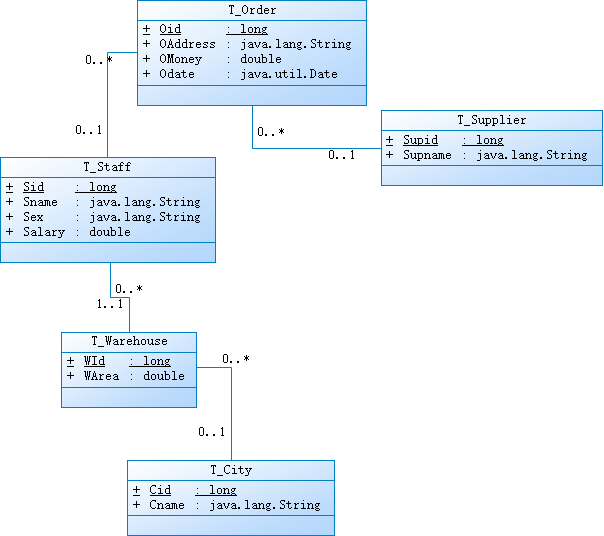 T_Order
+ Oid : long
+ OAddress : java.lang.String
+ OMoney : double
+ Odate : java.util.Date
0..*
0..1
0..*
0..1
T_Supplier
+ Supid : long
+ Supname : java.lang.String
T_Staff
+ Sid : long
+ Sname : java.lang.String
+ Sex : java.lang.String
+ Salary : double
0..*
1..1
T_Warehouse
+ WId : long
+ WArea : double
0..*
0..1
T_City
+ Cid : long
+ Cname : java.lang.String